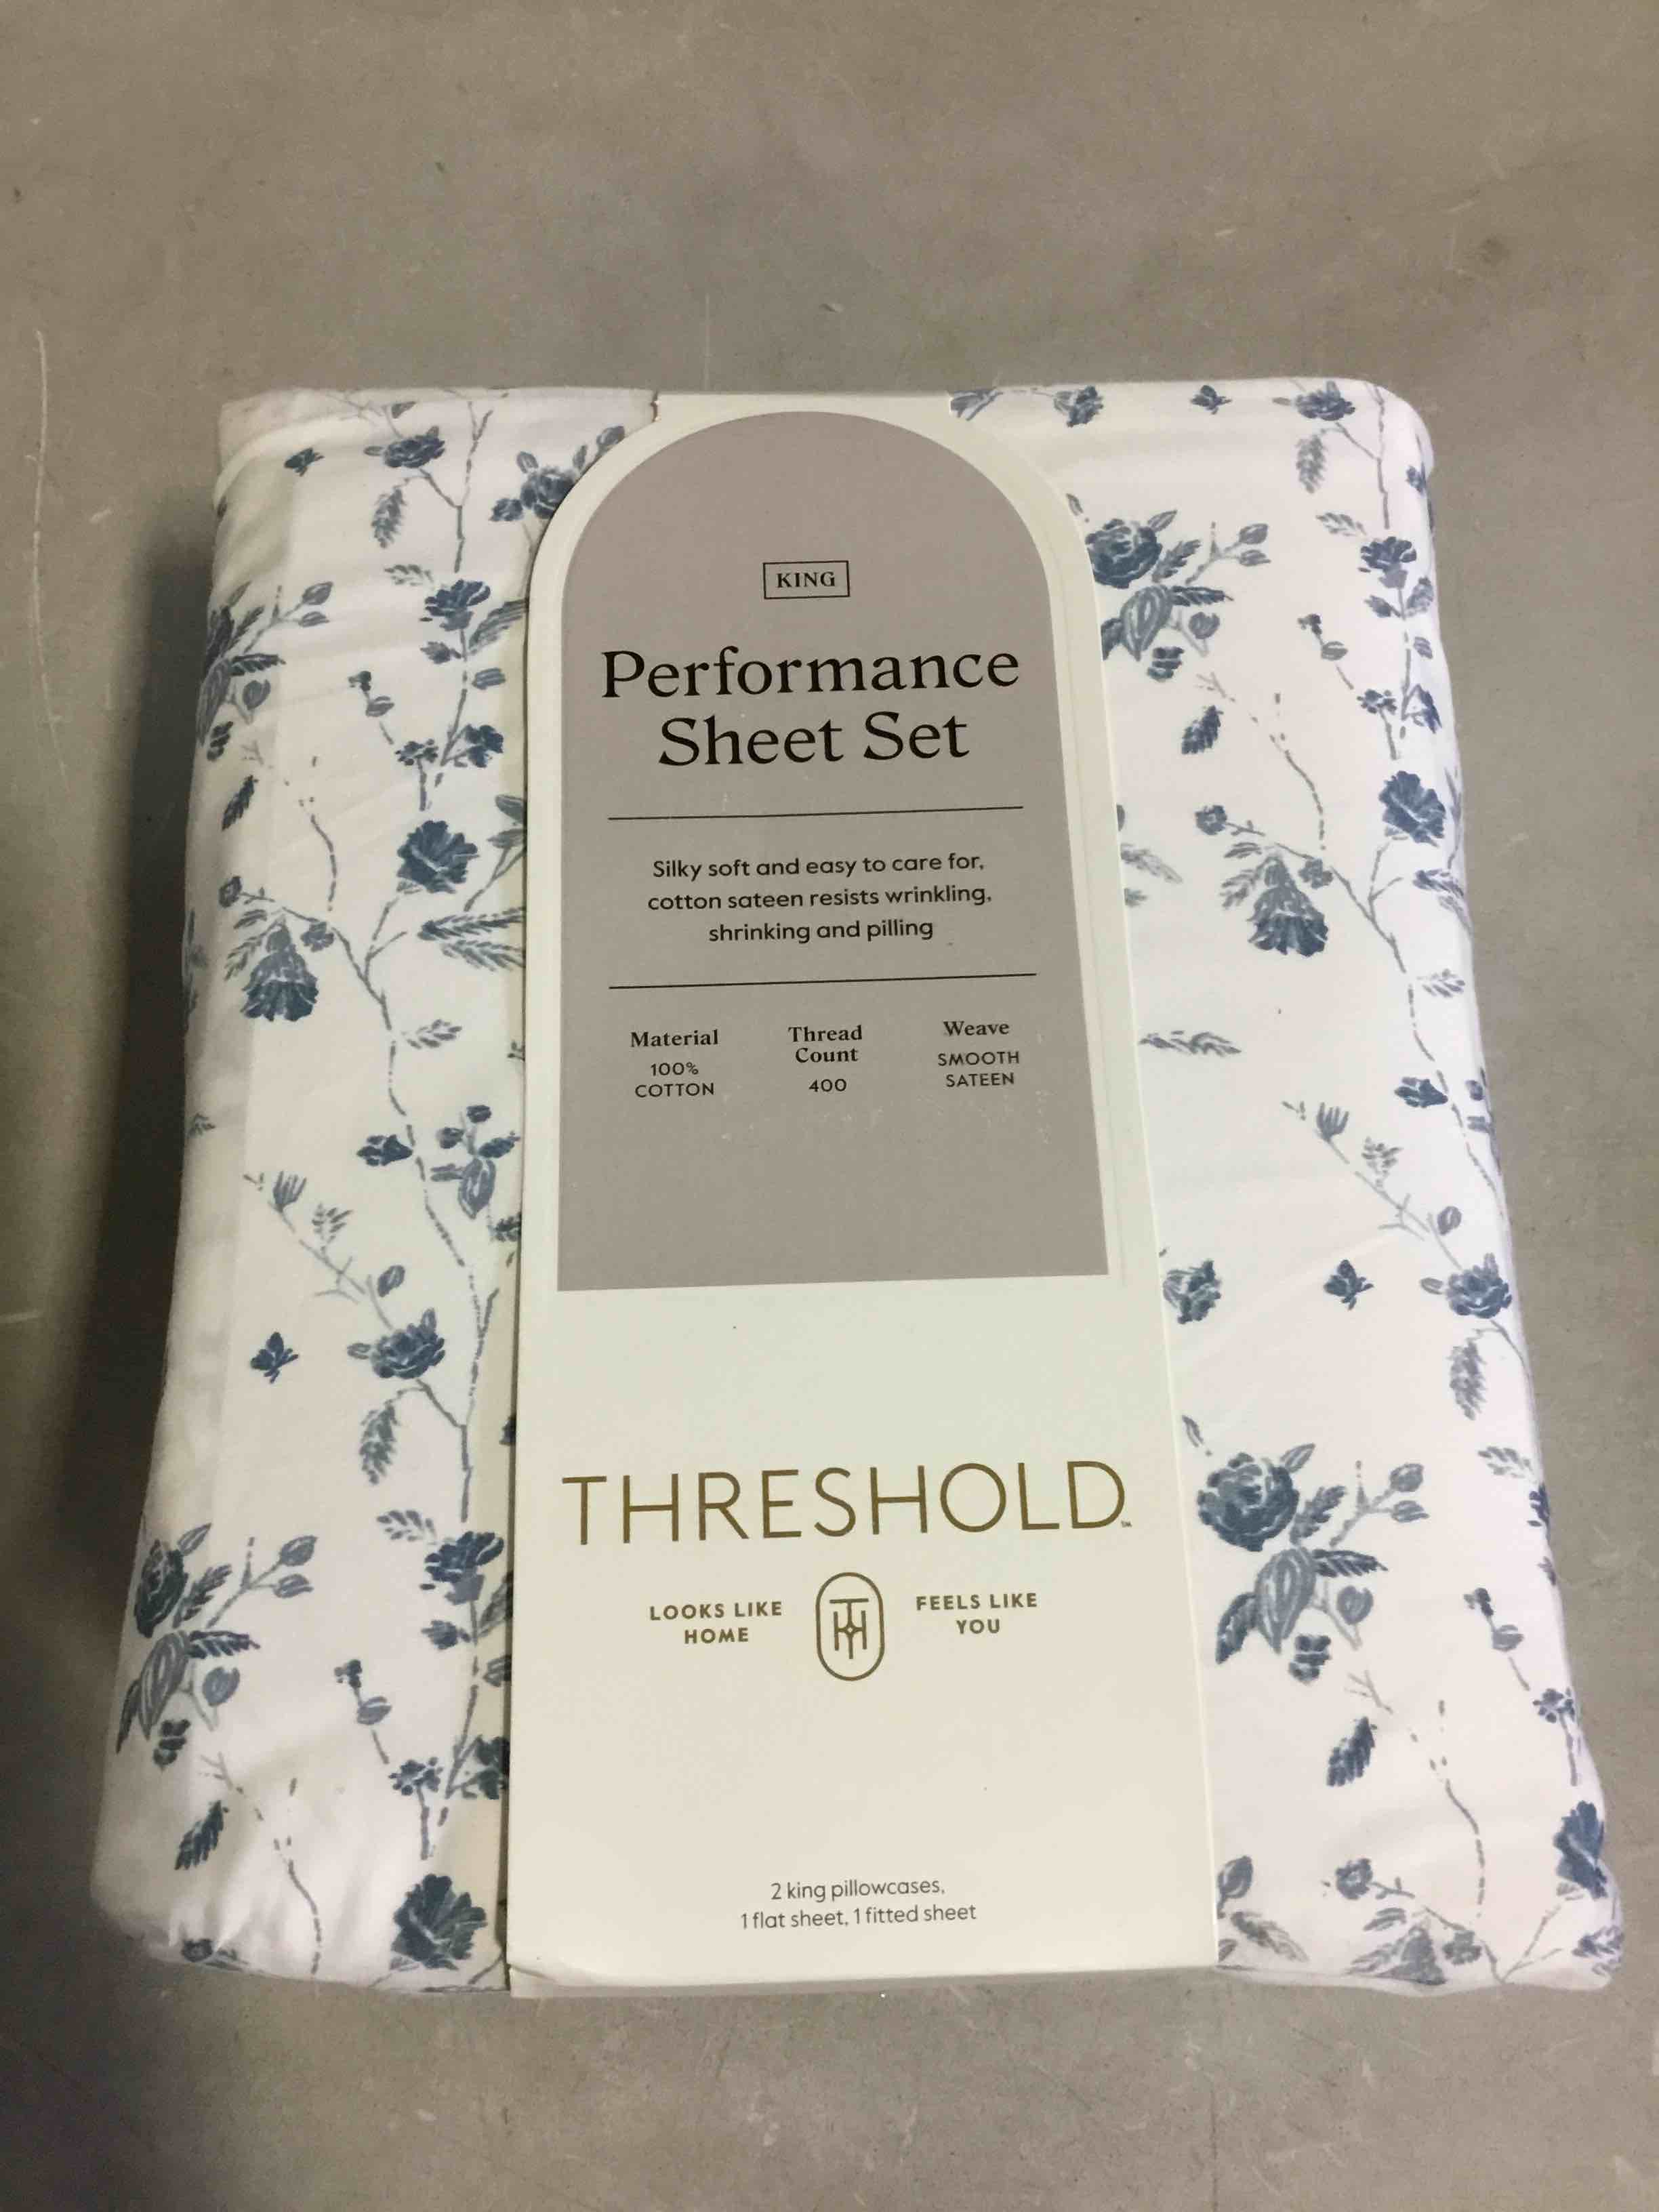 KING
Performance
Sheet Set
Silky soft and easy to care for,
cotton sateen resists wrinkling,
shrinking and pilling
Material
100%
COTTON
Thread
Count
400
Weave
SMOOTH
SATEEN
THRESHOLD™
LOOKS LIKE
HOME
FEELS LIKE
YOU
2 king pillowcases,
1 flat sheet, 1 fitted sheet